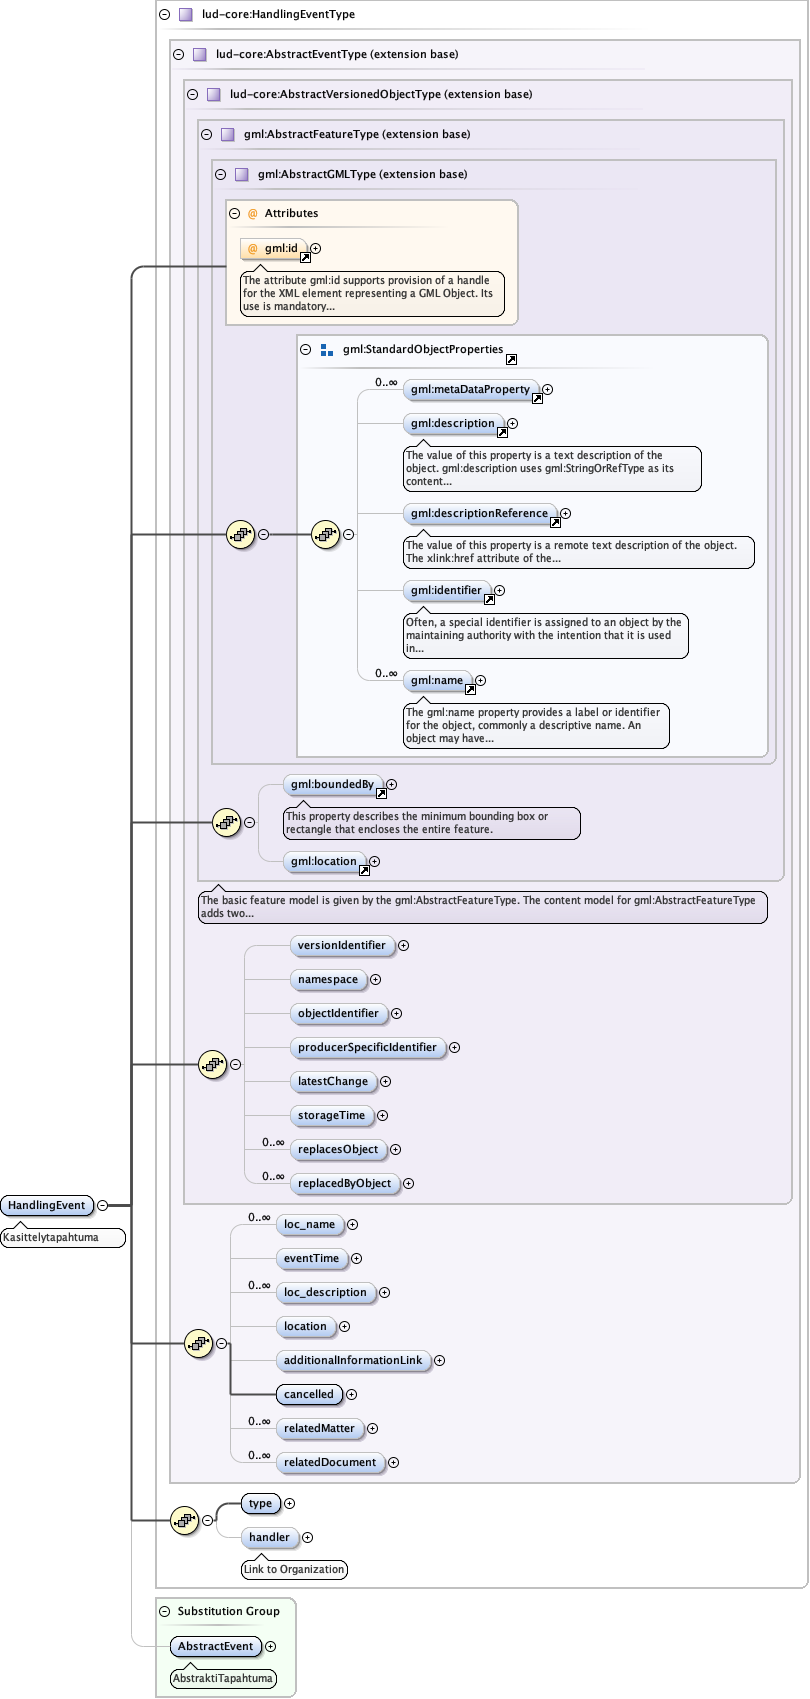 lud-core:HandlingEventType
lud-core:AbstractEventType (extension base)
lud-core:AbstractVersionedObjectType (extension base)
gml:AbstractFeatureType (extension base)
gml:AbstractGMLType (extension base)
@ Attributes
@ gml:id
The attribute gml:id supports provision of a handle
for the XML element representing a GML Object. Its
use is mandatory...
gml:StandardObjectProperties
0..∞
gml:metaDataProperty
gml:description
The value of this property is a text description of the
object. gml:description uses gml:StringOrRefType as its
content...
gml:descriptionReference
The value of this property is a remote text description of the object.
The xlink:href attribute of the...
gml:identifier
Often, a special identifier is assigned to an object by the
maintaining authority with the intention that it is used
in...
0..∞
gml:name
The gml:name property provides a label or identifier
for the object, commonly a descriptive name. An
object may have...
gml:boundedBy
This property describes the minimum bounding box or
rectangle that encloses the entire feature.
gml:location
The basic feature model is given by the gml:AbstractFeatureType. The content model for gml:AbstractFeatureType
adds two...
versionIdentifier
namespace
objectIdentifier
producerSpecificIdentifier
latestChange
storageTime
0..∞
replacesObject
0..∞
replacedByObject
HandlingEvent
Kasittelytapahtuma
0..∞
loc_name
eventTime
0..∞
loc_description
location
additionalInformationLink
cancelled
0..∞
relatedMatter
0..∞
relatedDocument
type
handler
Link to Organization
Substitution Group
AbstractEvent
AbstraktiTapahtuma